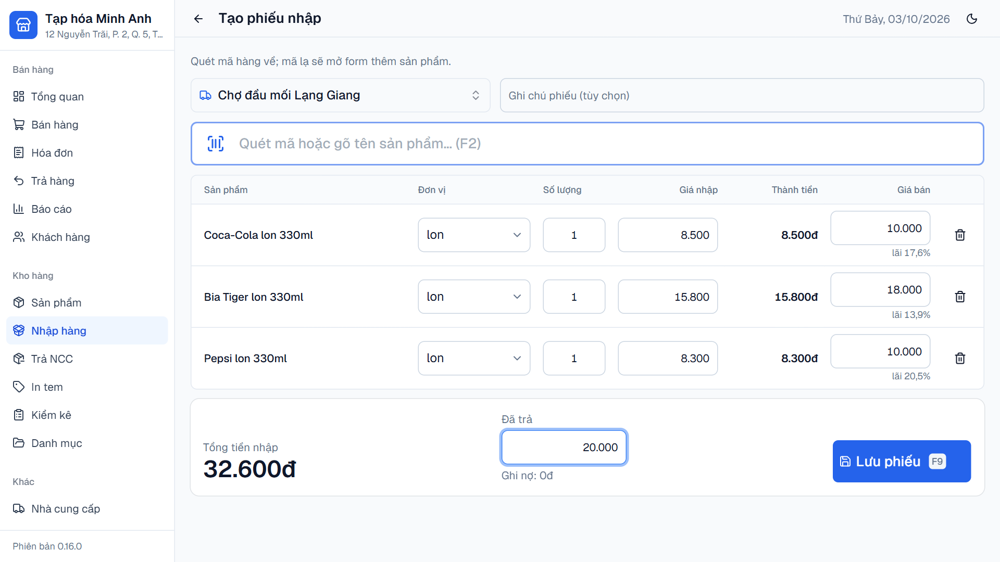 Tạp hóa Minh Anh
12 Nguyễn Trãi, P. 2, Q. 5, T...
Bán hàng
Tổng quan
Bán hàng
Hóa đơn
Trả hàng
Báo cáo
Khách hàng
Kho hàng
Sản phẩm
Nhập hàng
Trả NCC
In tem
Kiểm kê
Danh mục
Khác
Nhà cung cấp
Phiên bản 0.16.0
Tạo phiếu nhập
Thứ Bảy, 03/10/2026
Quét mã hàng về; mã lạ sẽ mở form thêm sản phẩm.
Chợ đầu mối Lạng Giang
Ghi chú phiếu (tùy chọn)
Quét mã hoặc gõ tên sản phẩm... (F2)
Sản phẩm Đơn vị Số lượng Giá nhập Thành tiền Giá bán
Coca-Cola lon 330ml lon 1 8.500 8.500đ 10.000
lãi 17,6%
Bia Tiger lon 330ml lon 1 15.800 15.800đ 18.000
lãi 13,9%
Pepsi lon 330ml lon 1 8.300 8.300đ 10.000
lãi 20,5%
Tổng tiền nhập
32.600đ
Đã trả
20.000
Ghi nợ: 0đ
Lưu phiếu F9